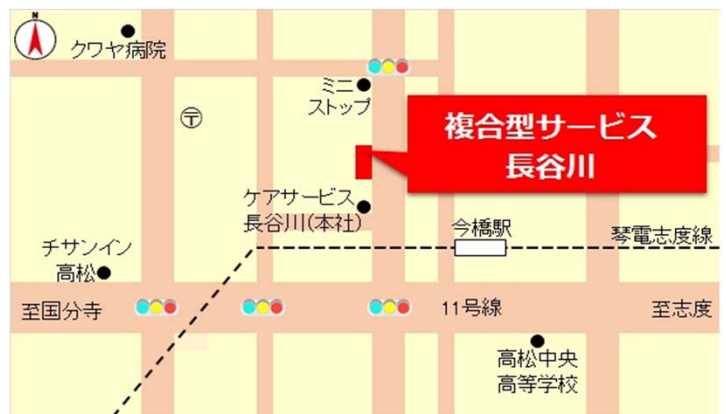 N
クワヤ病院
ミニ
ストップ
〒
複合型サービス
長谷川
ケアサービス
長谷川(本社)
今橋駅
琴電志度線
チサンイン
高松
至国分寺
11号線
至志度
高松中央
高等学校